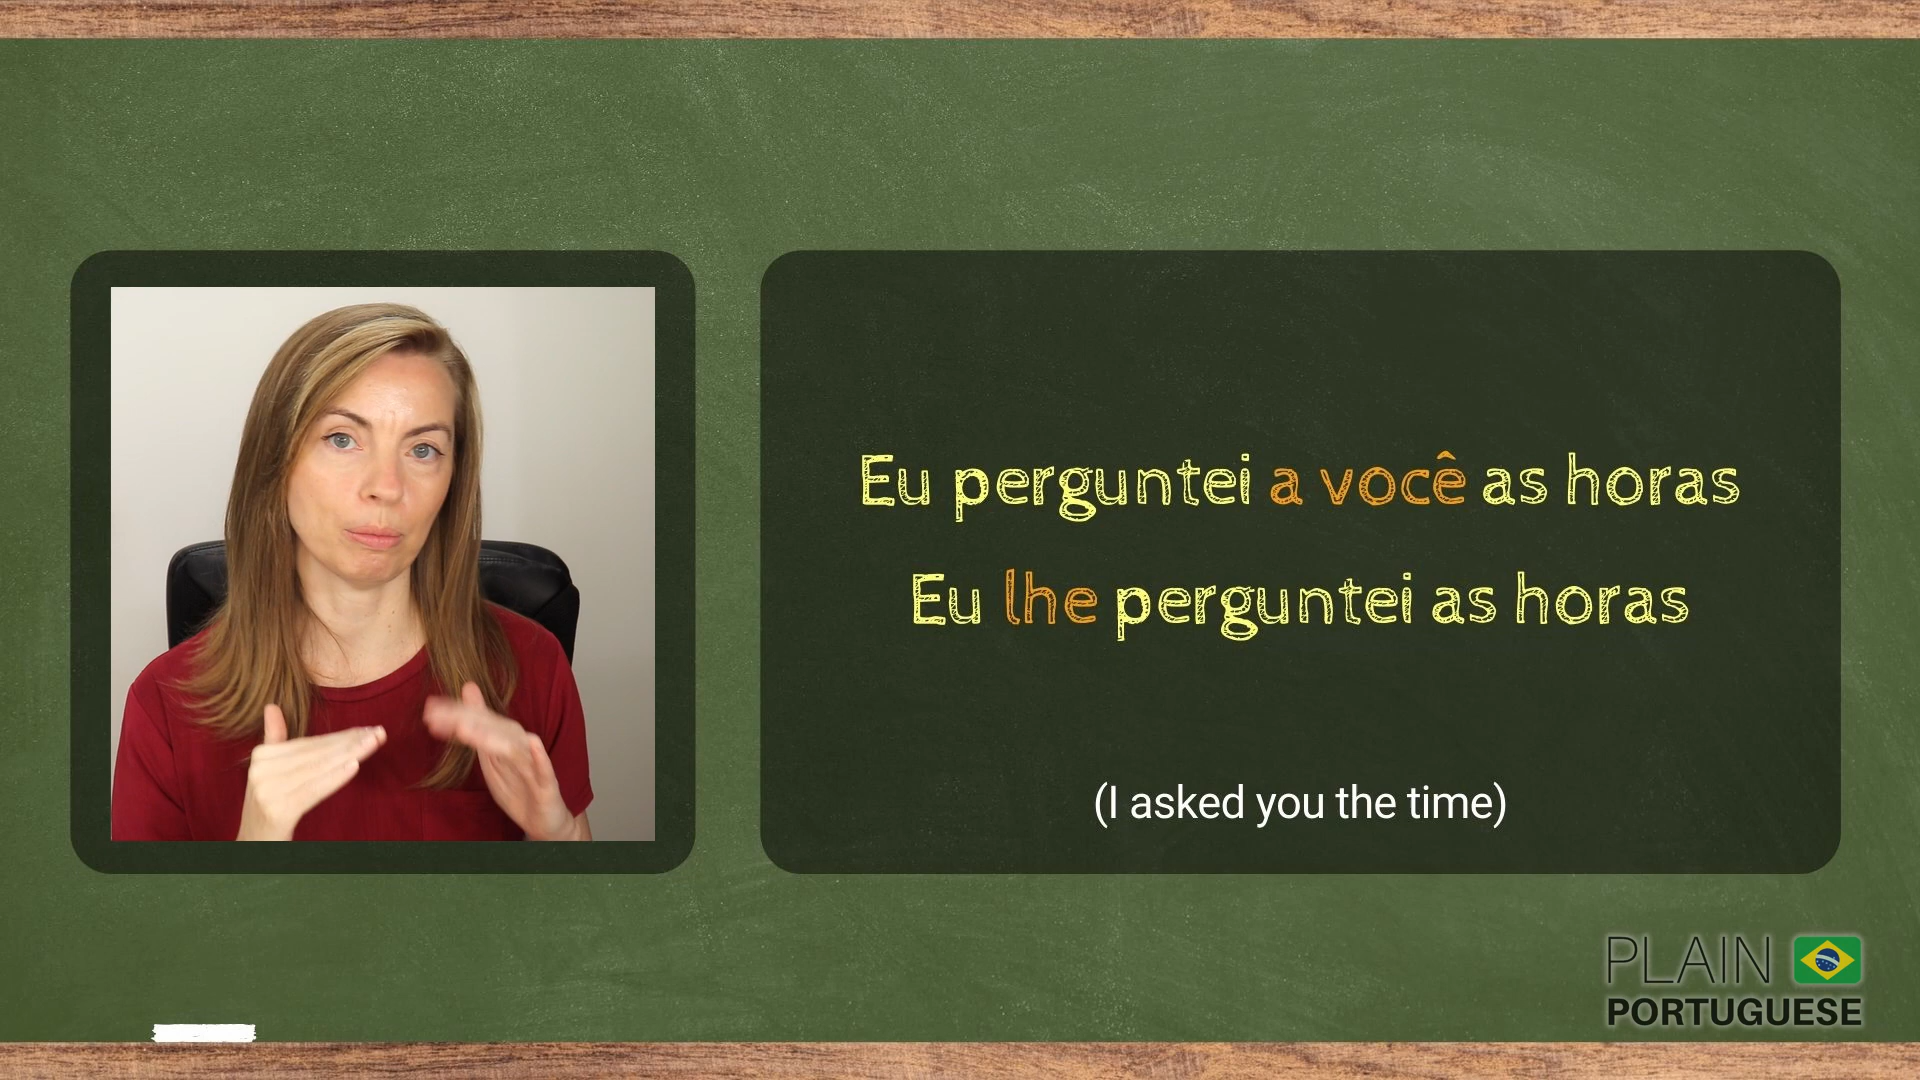 Eu perguntei a você as horas
Eu lhe perguntei as horas
(I asked you the time)
PLAIN
PORTUGUESE